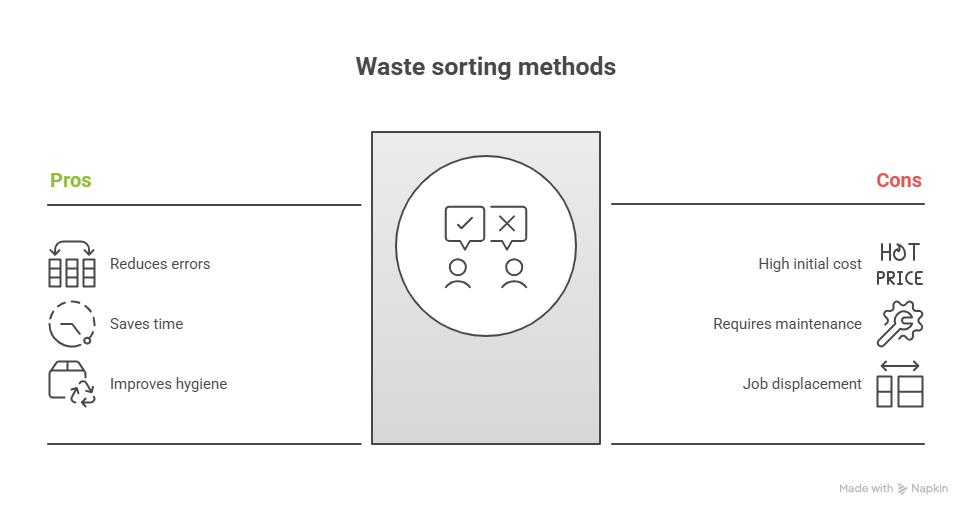 Waste sorting methods
Pros
Reduces errors
Saves time
Improves hygiene
Cons
High initial cost
HOT
PRICE
Requires maintenance
Job displacement
Made with Napkin